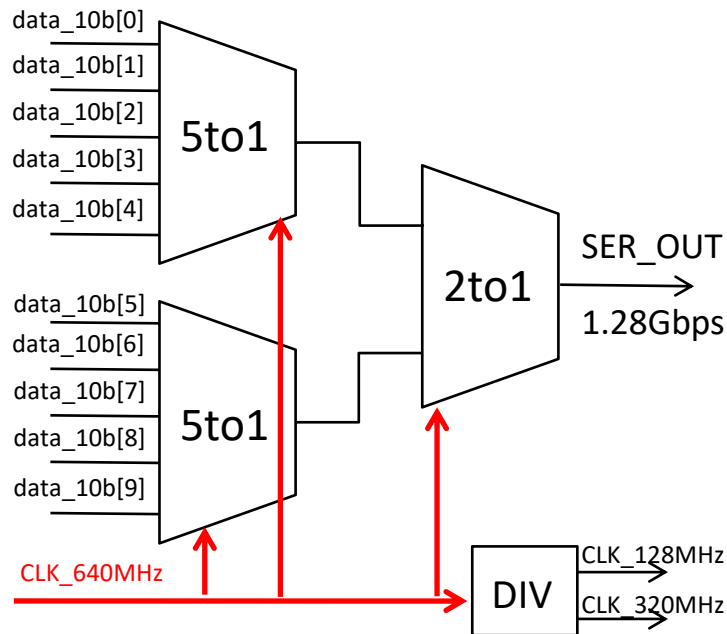 data_10b[0]
data_10b[1]
data_10b[2]
data_10b[3]
data_10b[4]
5to1
data_10b[5]
data_10b[6]
data_10b[7]
data_10b[8]
data_10b[9]
5to1
2to1
SER_OUT
1.28Gbps
CLK_640MHz
DIV
CLK_128MHz
CLK_320MHz